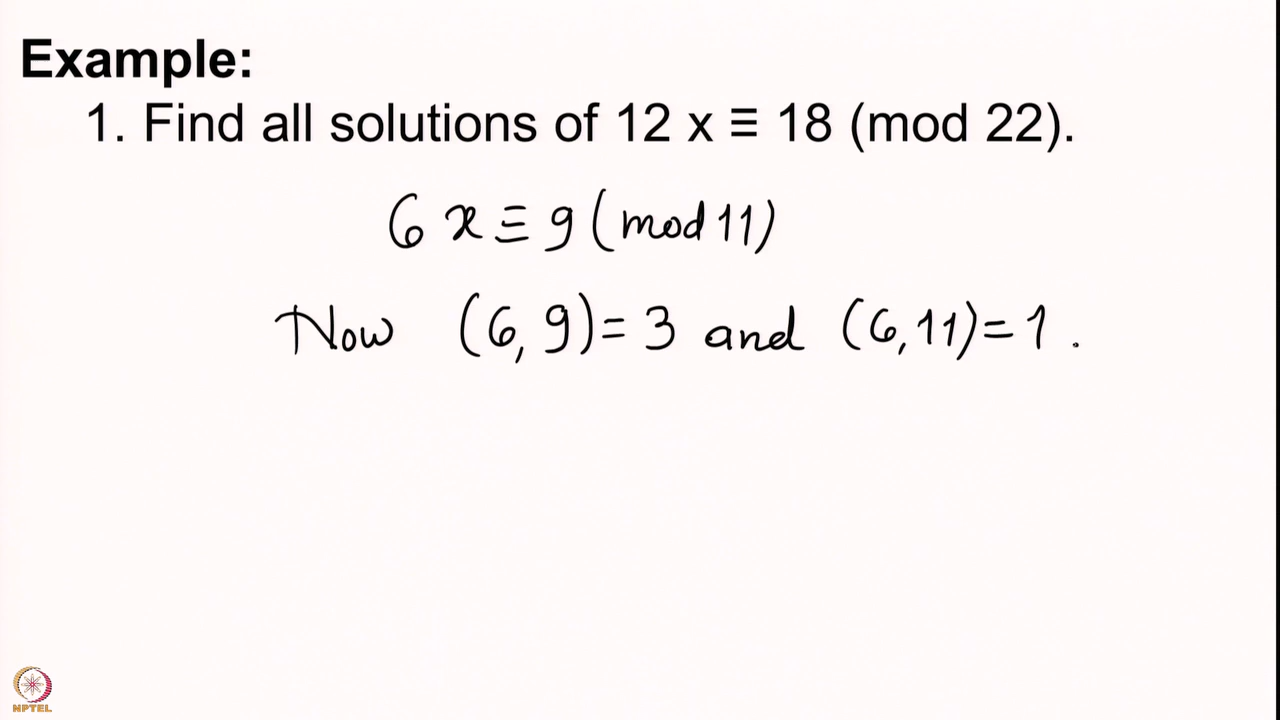 Example:
1. Find all solutions of 12 x ≡ 18 (mod 22).
6 x ≡ 9 (mod 11)
Now (6, 9) = 3 and (6, 11) = 1.
NPTEL